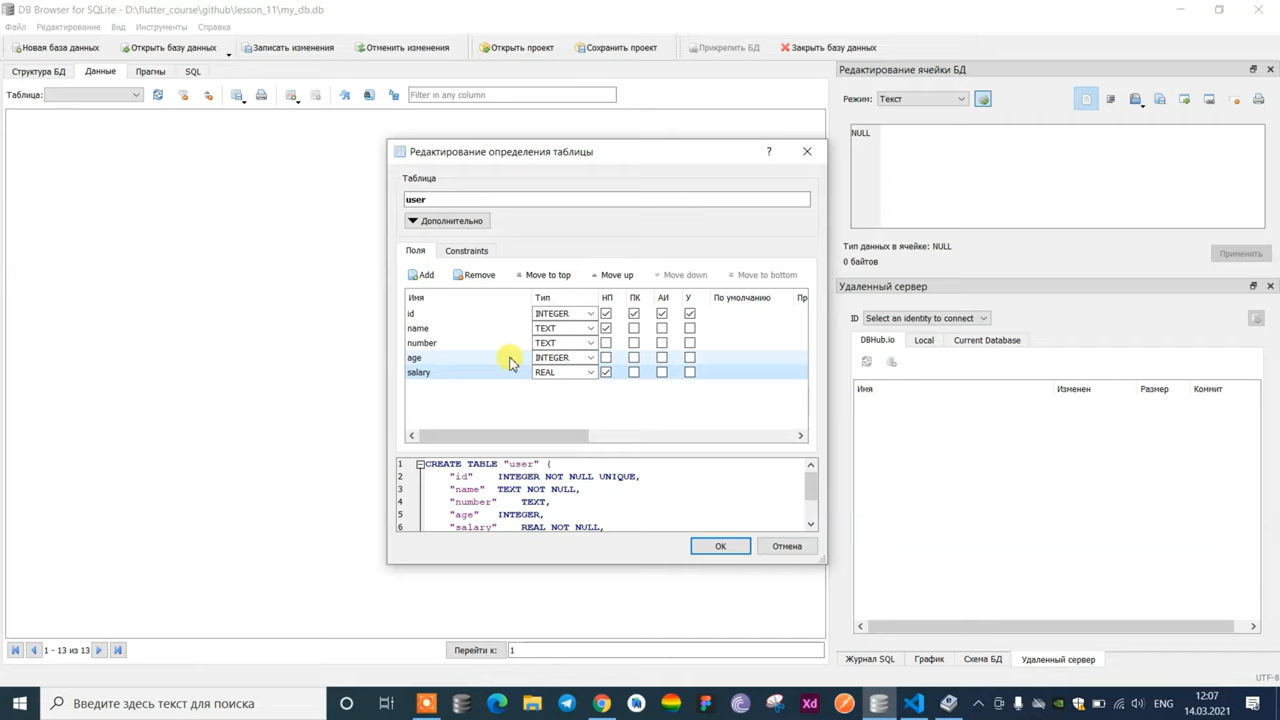 DB Browser for SQLite - D:\flutter_course\github\lesson_11\my_db.db
Файл Редактирование Вид Инструменты Справка
Новая база данных Открыть базу данных Записать изменения Отменить изменения Открыть проект Сохранить проект Прикрепить БД Закрыть базу данных
Структура БД Данные Прагмы SQL
Таблица: Filter in any column
Редактирование ячейки БД
Режим: Текст
NULL
Тип данных в ячейке: NULL
0 байтов
Применить
Удаленный сервер
ID Select an identity to connect
DBHub.io Local Current Database
Имя Изменен Размер Коммит
Редактирование определения таблицы ?
Таблица
user
Дополнительно
Поля Constraints
Add Remove Move to top Move up Move down Move to bottom
Имя Тип НП ПК АИ У По умолчанию Пр
id INTEGER
name TEXT
number TEXT
age INTEGER
salary REAL
1 CREATE TABLE "user" (
2 "id" INTEGER NOT NULL UNIQUE,
3 "name" TEXT NOT NULL,
4 "number" TEXT,
5 "age" INTEGER,
6 "salary" REAL NOT NULL,
OK Отмена
1 - 13 из 13 Перейти к: 1
Журнал SQL График Схема БД Удаленный сервер
UTF-8
Введите здесь текст для поиска
Xd
ENG
12:07
14.03.2021